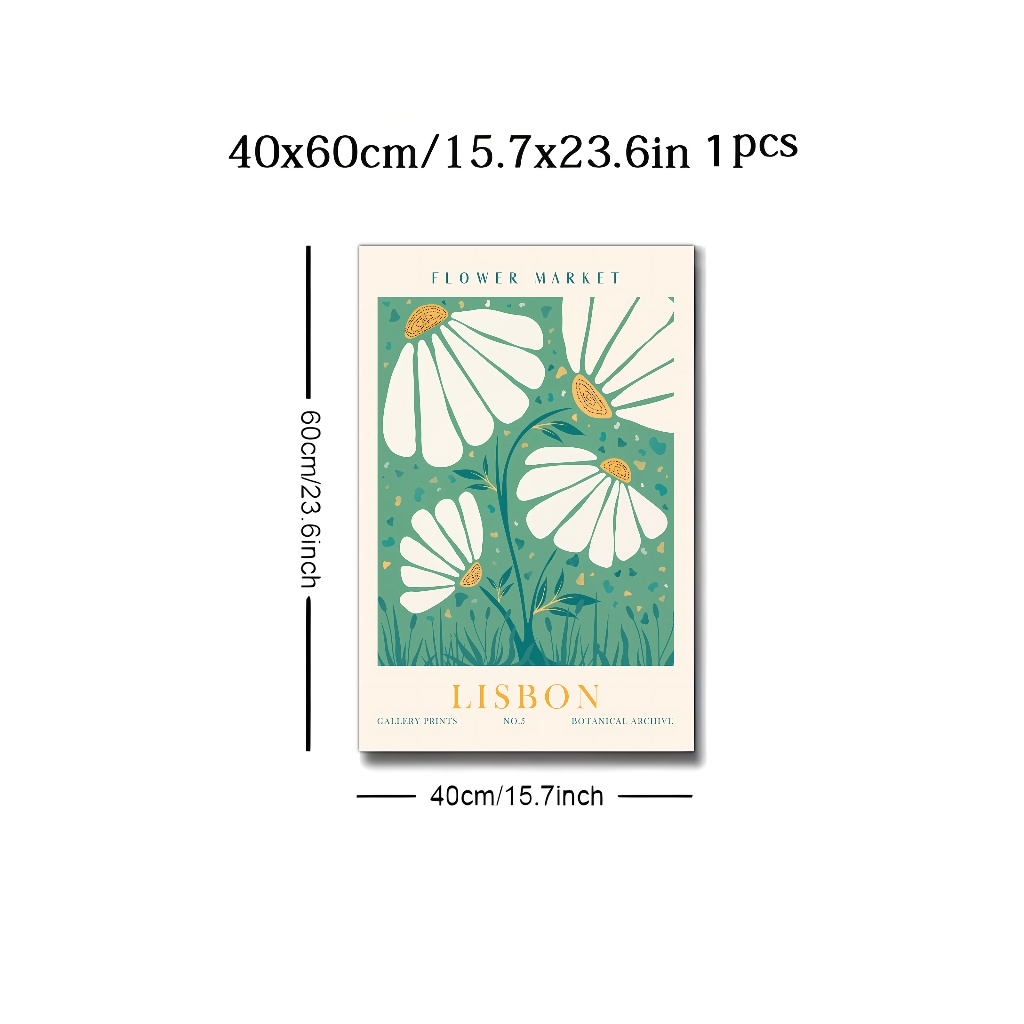 40x60cm/15.7x23.6in 1pcs
FLOWER MARKET
60cm/23.6inch
LISBON
GALLERY PRINTS NO.5 BOTANICAL ARCHIVE
40cm/15.7inch